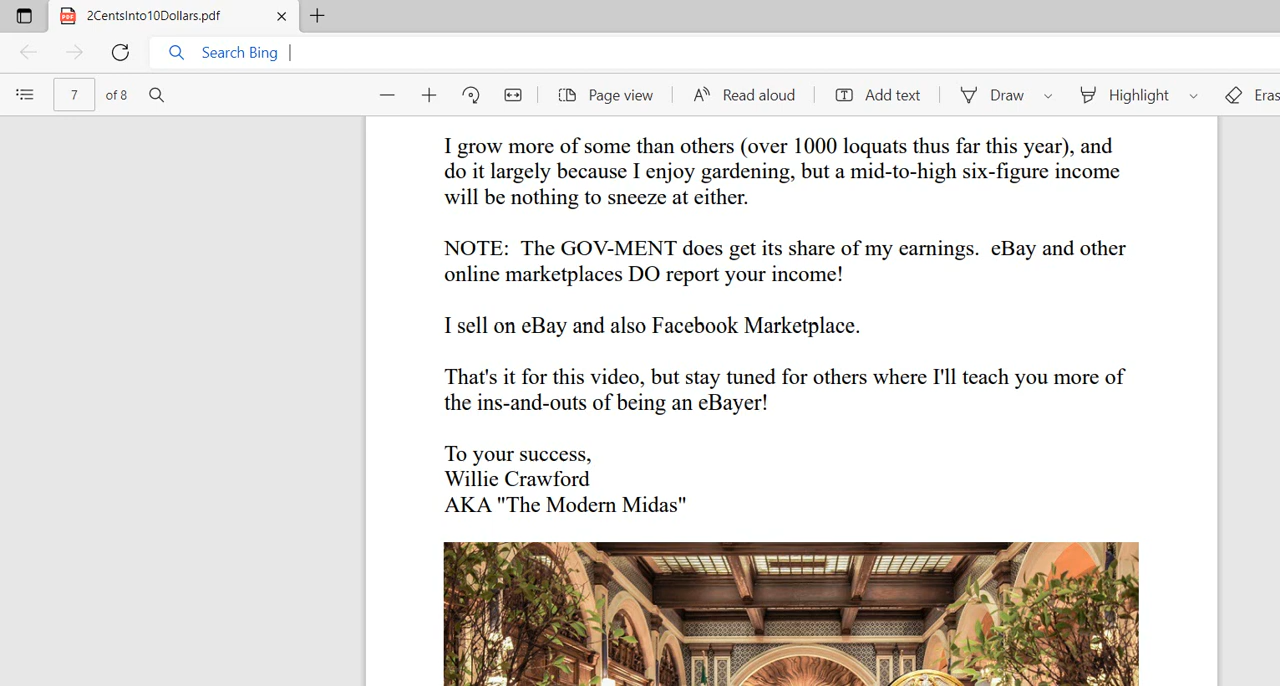 2CentsInto10Dollars.pdf
Search Bing
7 of 8
Page view
Read aloud
Add text
Draw
Highlight
Eras
I grow more of some than others (over 1000 loquats thus far this year), and
do it largely because I enjoy gardening, but a mid-to-high six-figure income
will be nothing to sneeze at either.
NOTE:  The GOV-MENT does get its share of my earnings.  eBay and other
online marketplaces DO report your income!
I sell on eBay and also Facebook Marketplace.
That's it for this video, but stay tuned for others where I'll teach you more of
the ins-and-outs of being an eBayer!
To your success,
Willie Crawford
AKA "The Modern Midas"